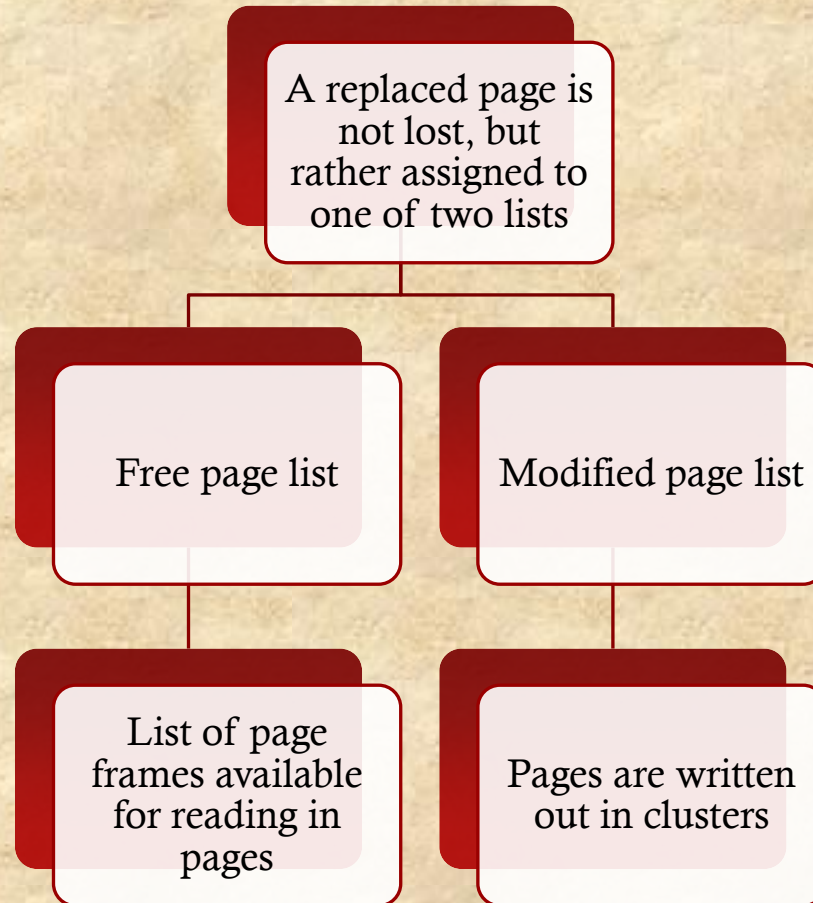 A replaced page is
not lost, but
rather assigned to
one of two lists
Free page list
Modified page list
List of page
frames available
for reading in
pages
Pages are written
out in clusters